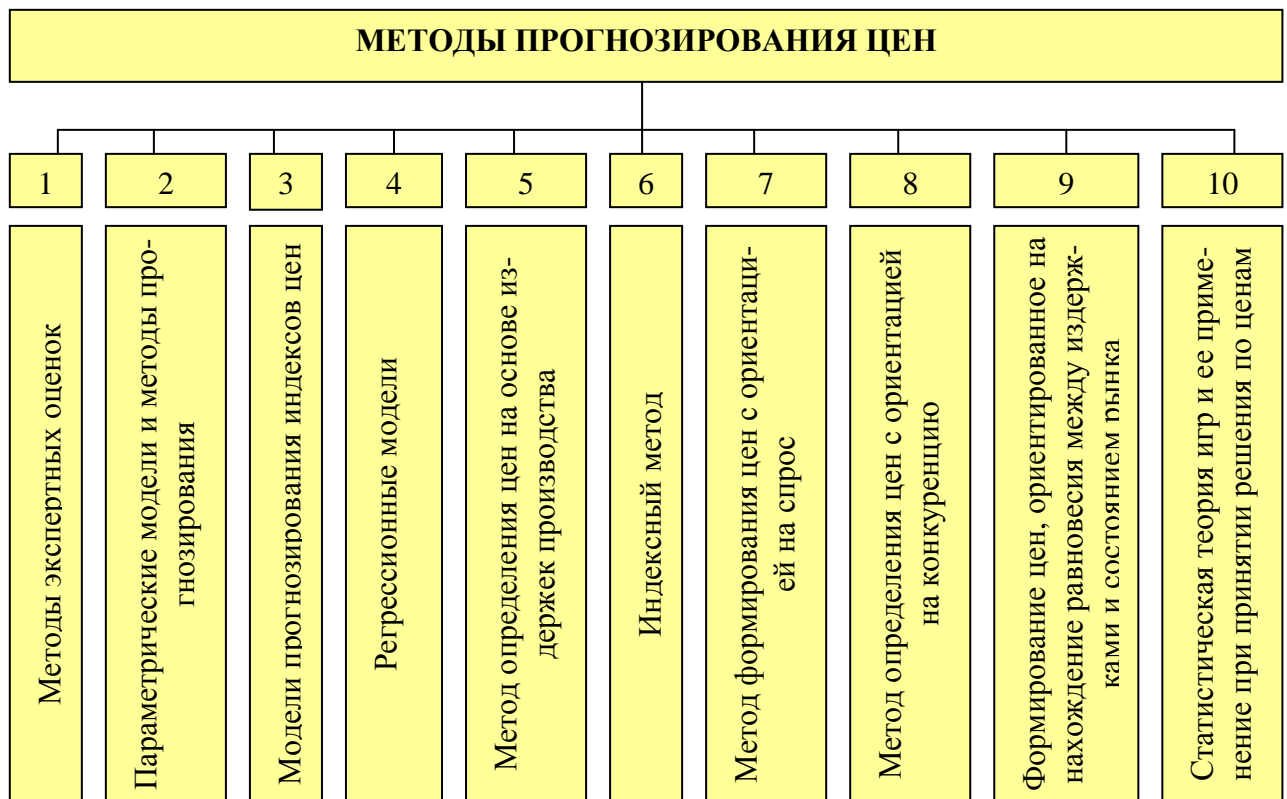 МЕТОДЫ ПРОГНОЗИРОВАНИЯ ЦЕН
1
2
3
4
5
6
7
8
9
10
Методы экспертных оценок
Параметрические модели и методы про-
гнозирования
Модели прогнозирования индексов цен
Регрессионные модели
Метод определения цен на основе из-
держек производства
Индексный метод
Метод формирования цен с ориентаци-
ей на спрос
Метод определения цен с ориентацией
на конкуренцию
Формирование цен, ориентированное на
нахождение равновесия между издерж-
ками и состоянием рынка
Статистическая теория игр и ее приме-
нение при принятии решения по ценам